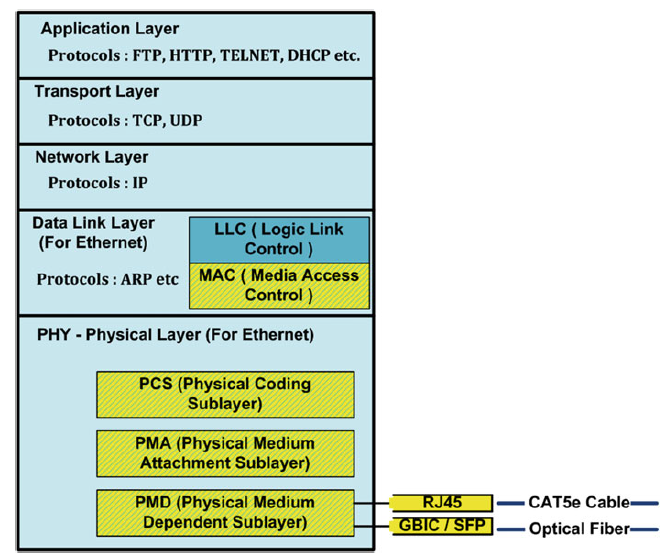 Application Layer
Protocols : FTP, HTTP, TELNET, DHCP etc.
Transport Layer
Protocols : TCP, UDP
Network Layer
Protocols : IP
Data Link Layer
(For Ethernet)
Protocols : ARP etc
LLC ( Logic Link
Control )
MAC ( Media Access
Control )
PHY - Physical Layer (For Ethernet)
PCS (Physical Coding
Sublayer)
PMA (Physical Medium
Attachment Sublayer)
PMD (Physical Medium
Dependent Sublayer)
RJ45
CAT5e Cable
GBIC / SFP
Optical Fiber